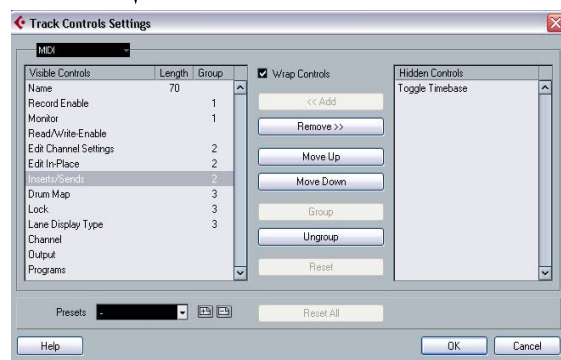 Track Controls Settings
MIDI
Visible Controls Length Group
Wrap Controls
Hidden Controls
Name 70
Toggle Timebase
Record Enable 1
<< Add
Monitor 1
Remove >>
Read/Write-Enable
Edit Channel Settings 2
Move Up
Edit In-Place 2
Inserts/Sends 2
Move Down
Drum Map 3
Lock 3
Group
Lane Display Type 3
Channel
Ungroup
Output
Programs
Reset
Presets -
Reset All
Help
OK
Cancel